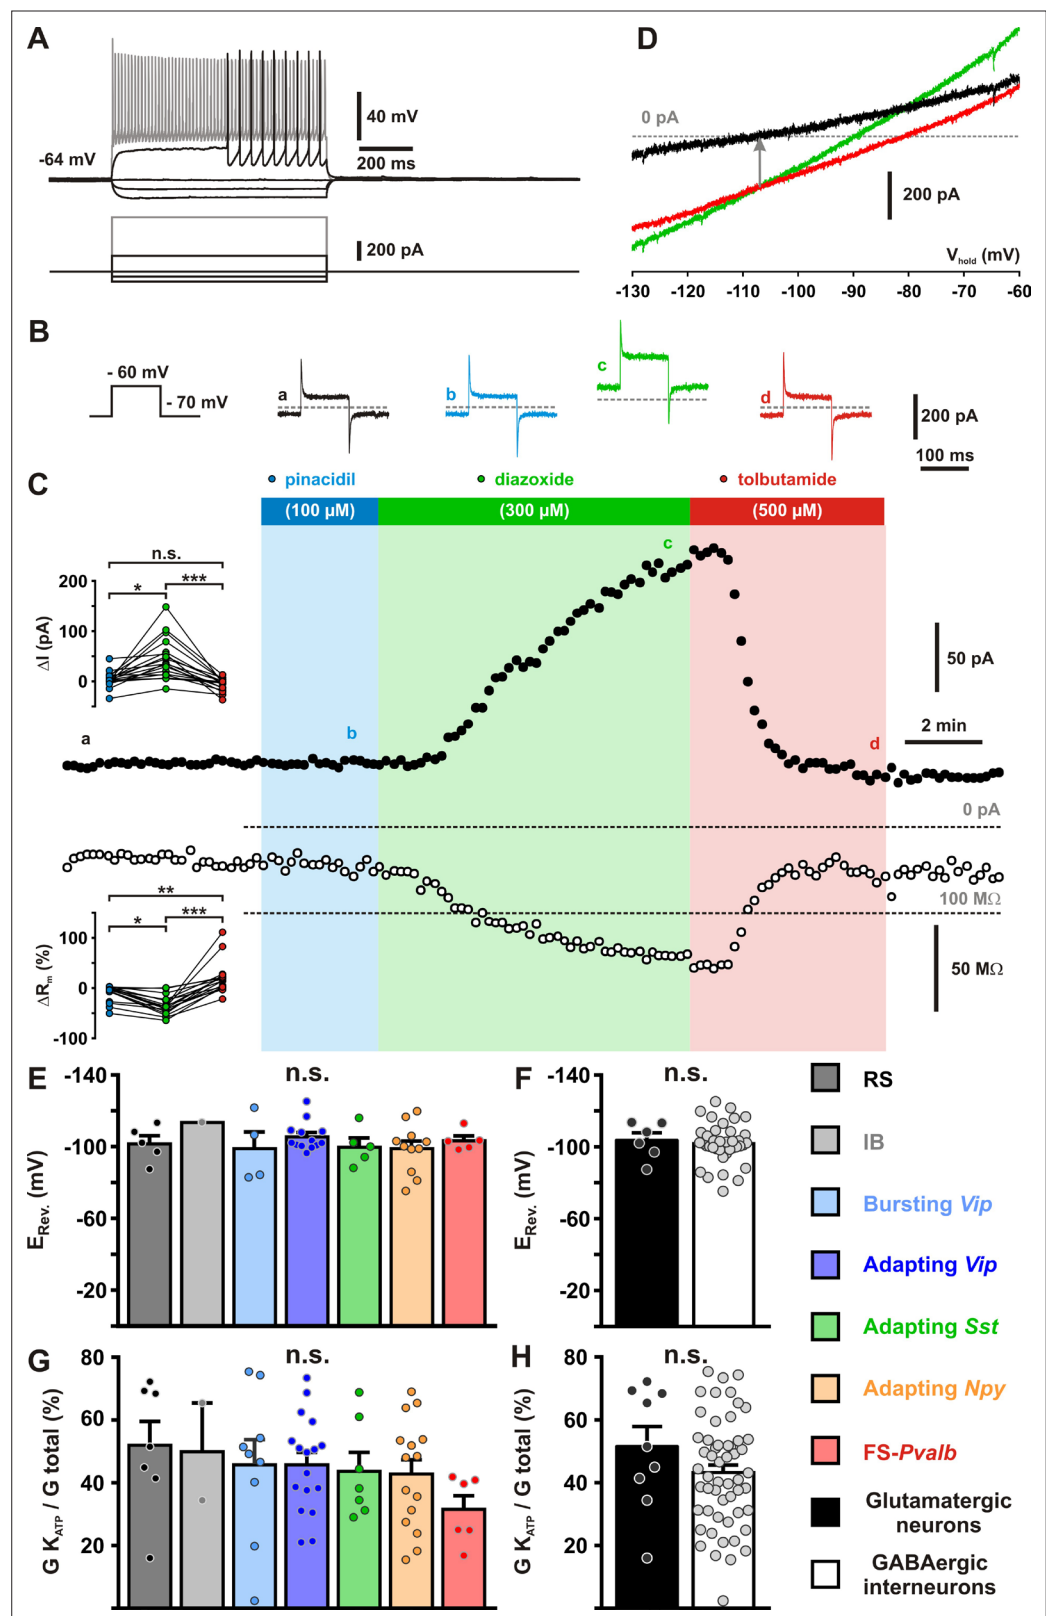 A
40 mV
200 ms
-64 mV
200 pA
D
0 pA
200 pA
Vhold (mV)
-130 -110 -100 -90 -80 -70 -60
B
- 60 mV
- 70 mV
a
b
c
d
200 pA
100 ms
C
pinacidil
diazoxide
tolbutamide
(100 µM)
(300 µM)
(500 µM)
n.s.
* ***
200
100
0
ΔI (pA)
a
b
c
d
50 pA
2 min
0 pA
**
* ***
100
0
-100
ΔRm (%)
100 MΩ
50 MΩ
E
n.s.
-140
-100
-60
-20
ERev. (mV)
F
n.s.
-140
-100
-60
-20
ERev. (mV)
G
n.s.
80
60
40
20
G KATP / G total (%)
H
n.s.
80
60
40
20
G KATP / G total (%)
RS
IB
Bursting Vip
Adapting Vip
Adapting Sst
Adapting Npy
FS-Pvalb
Glutamatergic
neurons
GABAergic
interneurons